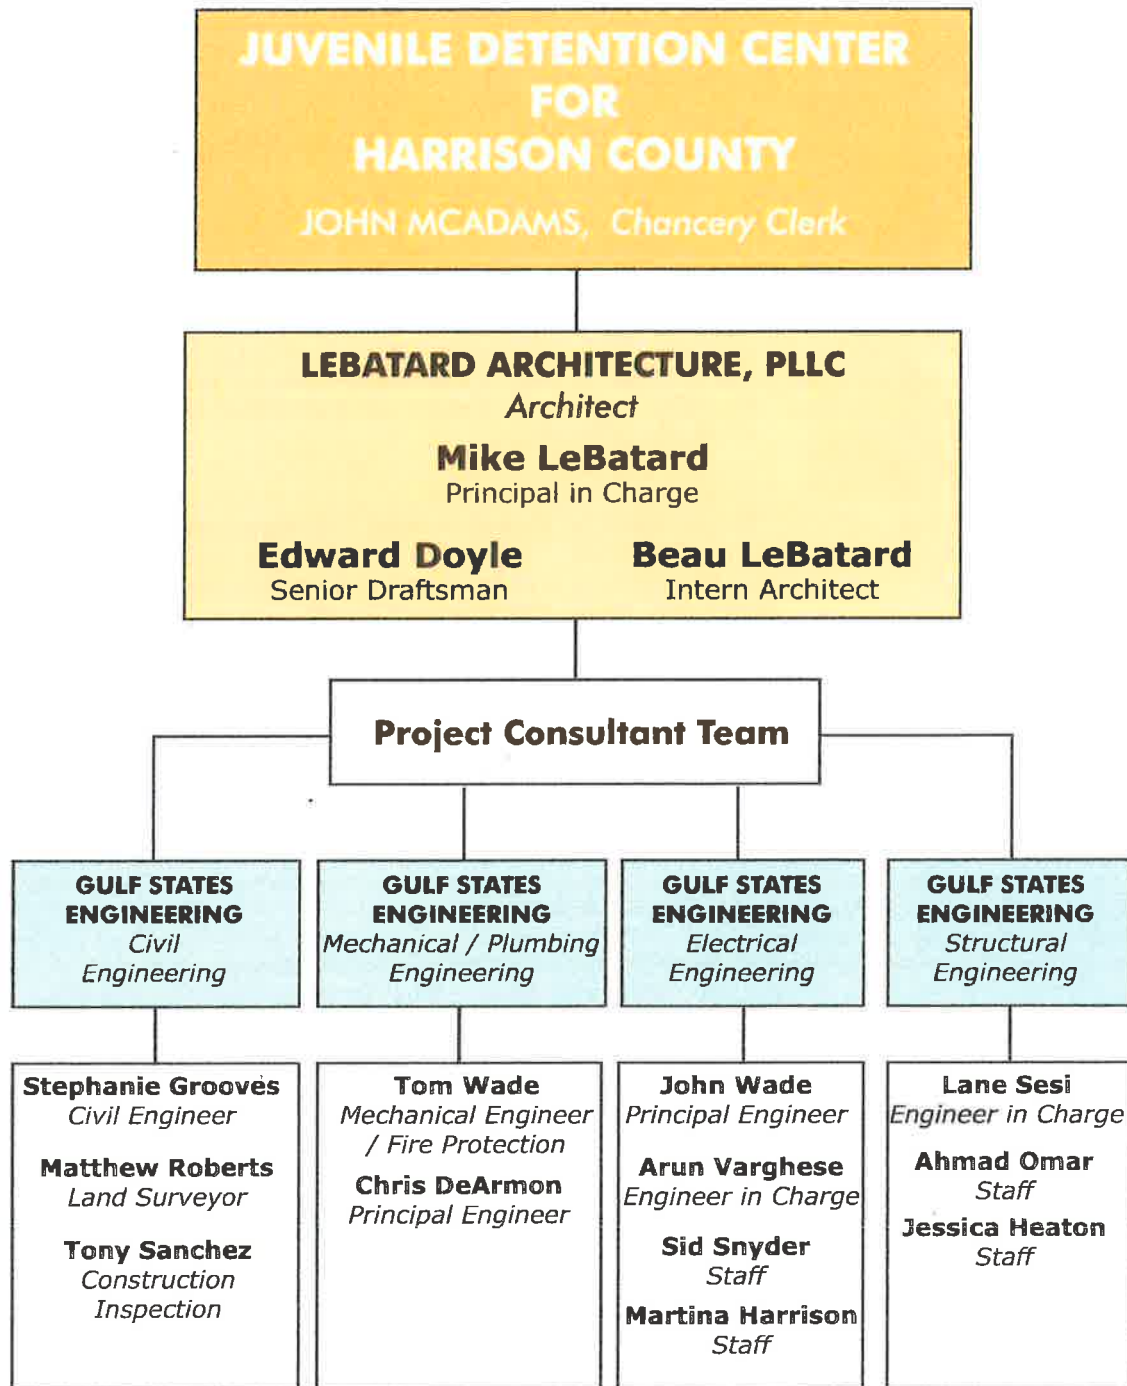 JUVENILE DETENTION CENTER
FOR
HARRISON COUNTY
JOHN MCADAMS, Chancery Clerk
LEBATARD ARCHITECTURE, PLLC
Architect
Mike LeBatard
Principal in Charge
Edward Doyle
Senior Draftsman
Beau LeBatard
Intern Architect
Project Consultant Team
GULF STATES
ENGINEERING
Civil
Engineering
GULF STATES
ENGINEERING
Mechanical / Plumbing
Engineering
GULF STATES
ENGINEERING
Electrical
Engineering
GULF STATES
ENGINEERING
Structural
Engineering
Stephanie Grooves
Civil Engineer
Matthew Roberts
Land Surveyor
Tony Sanchez
Construction
Inspection
Tom Wade
Mechanical Engineer
/ Fire Protection
Chris DeArmon
Principal Engineer
John Wade
Principal Engineer
Arun Varghese
Engineer in Charge
Sid Snyder
Staff
Martina Harrison
Staff
Lane Sesi
Engineer in Charge
Ahmad Omar
Staff
Jessica Heaton
Staff